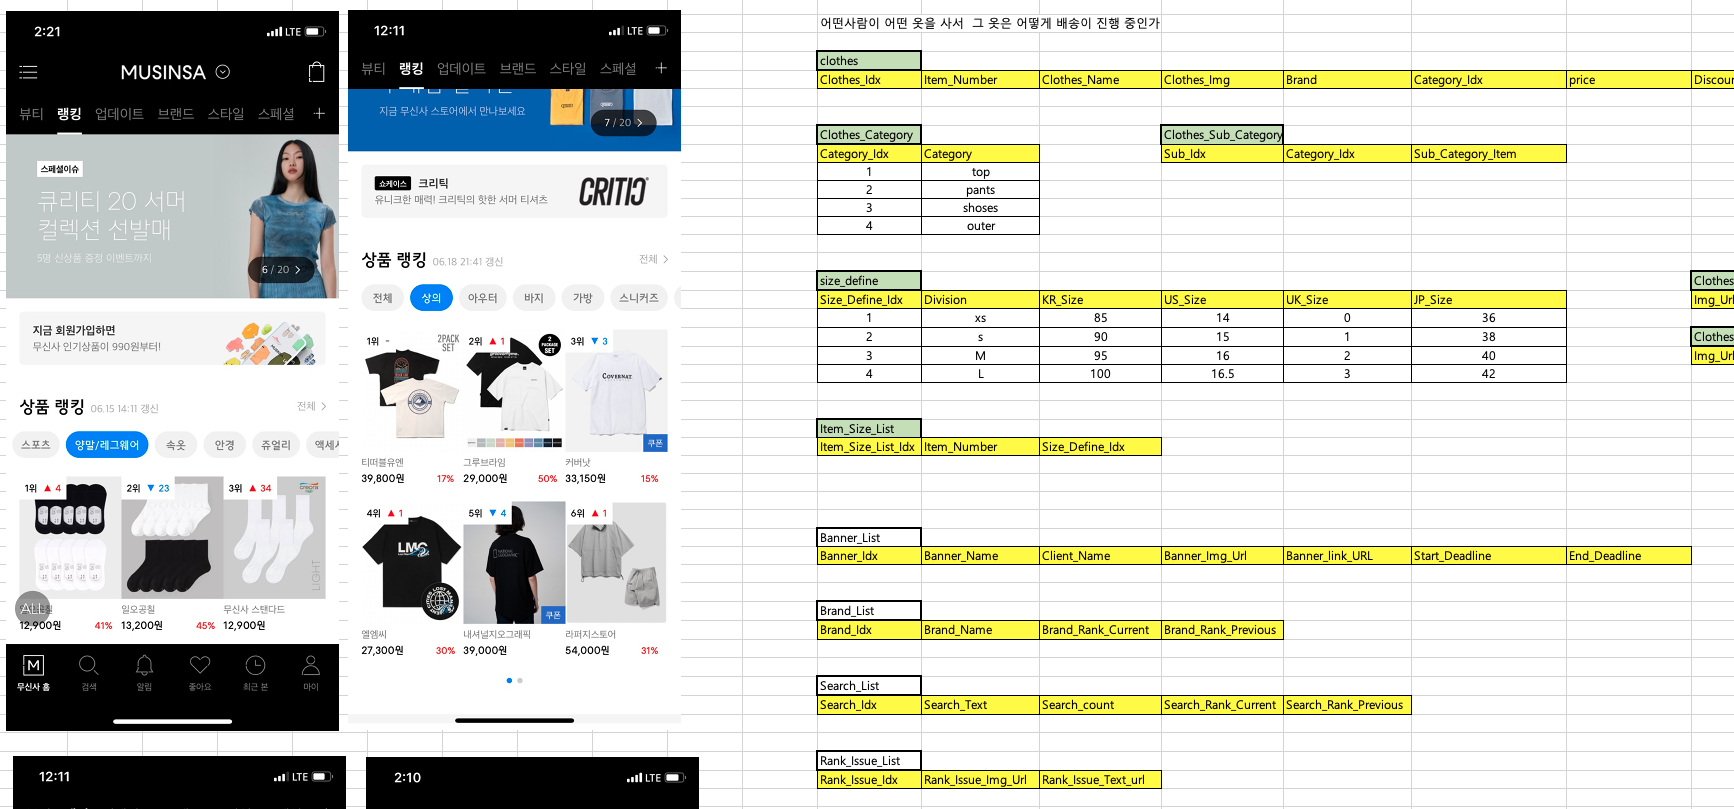 2:21
LTE
MUSINSA
뷰티 랭킹 업데이트 브랜드 스타일 스페셜 +
스페셜이슈
큐리티 20 서머
컬렉션 선발매
5명 신상품 증정 이벤트까지
6 / 20 >
지금 회원가입하면
무신사 인기상품이 990원부터!
상품 랭킹 06.15 14:11 갱신 전체 >
스포츠 양말/레그웨어 속옷 안경 쥬얼리 액세서
1위 ▲ 4 2위 ▼ 23 3위 ▲ 34
LIGHT
ALL
일오공칠 무신사 스탠다드
12,900원 41% 13,200원 45% 12,900원
M
무신사 홈 검색 알림 좋아요 최근 본 마이
12:11
LTE
뷰티 랭킹 업데이트 브랜드 스타일 스페셜 +
지금 무신사 스토어에서 만나보세요
7 / 20 >
쇼케이스 크리틱
유니크한 매력! 크리틱의 핫한 서머 티셔츠
CRITIC
상품 랭킹 06.18 21:41 갱신 전체 >
전체 상의 아우터 바지 가방 스니커즈
1위 - 2위 ▲ 1 3위 ▼ 3
2PACK
SET
2
PACKAGE
SET
COVERNAT
쿠폰
티떠블유엔 그루브라임 커버낫
39,800원 17% 29,000원 50% 33,150원 15%
4위 ▲ 1 5위 ▼ 4 6위 ▲ 1
LMC
쿠폰
엘엠씨 내셔널지오그래픽 라퍼지스토어
27,300원 30% 39,000원 54,000원 31%
12:11
LTE
2:10
LTE
어떤사람이 어떤 옷을 사서 그 옷은 어떻게 배송이 진행 중인가
clothes
Clothes_Idx Item_Number Clothes_Name Clothes_Img Brand Category_Idx price Discour
Clothes_Category Clothes_Sub_Category
Category_Idx Category Sub_Idx Category_Idx Sub_Category_Item
1 top
2 pants
3 shoses
4 outer
size_define Clothes
Size_Define_Idx Division KR_Size US_Size UK_Size JP_Size Img_Url
1 xs 85 14 0 36
2 s 90 15 1 38 Clothes
3 M 95 16 2 40 Img_Url
4 L 100 16.5 3 42
Item_Size_List
Item_Size_List_Idx Item_Number Size_Define_Idx
Banner_List
Banner_Idx Banner_Name Client_Name Banner_Img_Url Banner_link_URL Start_Deadline End_Deadline
Brand_List
Brand_Idx Brand_Name Brand_Rank_Current Brand_Rank_Previous
Search_List
Search_Idx Search_Text Search_count Search_Rank_Current Search_Rank_Previous
Rank_Issue_List
Rank_Issue_Idx Rank_Issue_Img_Url Rank_Issue_Text_url